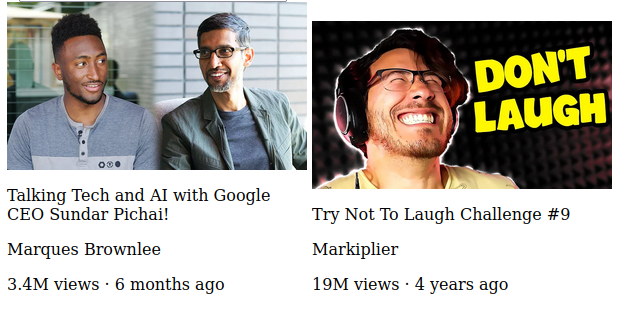 DON'T
LAUGH
Talking Tech and AI with Google
CEO Sundar Pichai!
Marques Brownlee
3.4M views · 6 months ago
Try Not To Laugh Challenge #9
Markiplier
19M views · 4 years ago